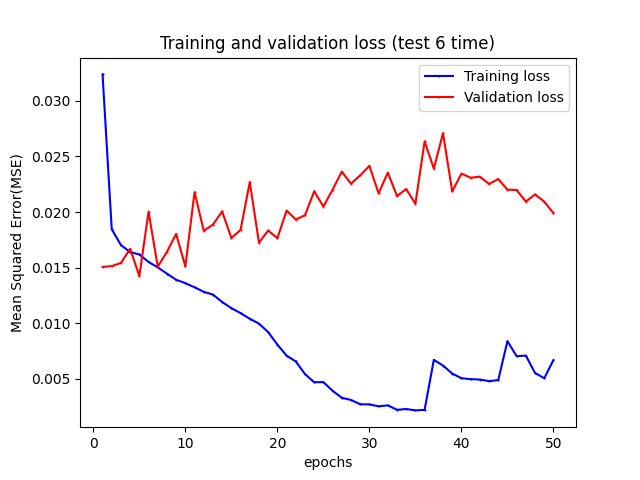 Training and validation loss (test 6 time)
Training loss
Validation loss
Mean Squared Error(MSE)
0.030
0.025
0.020
0.015
0.010
0.005
0 10 20 30 40 50
epochs